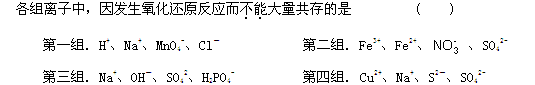 各组离子中，因发生氧化还原反应而不能大量共存的是 （ ）
第一组．H⁺、Na⁺、MnO₄⁻、Cl⁻ 第二组．Fe³⁺、Fe²⁺、NO₃⁻、SO₄²⁻
第三组．Na⁺、OH⁻、SO₄²、H₂PO₄⁻ 第四组．Cu²⁺、Na⁺、S²⁻、SO₄²⁻